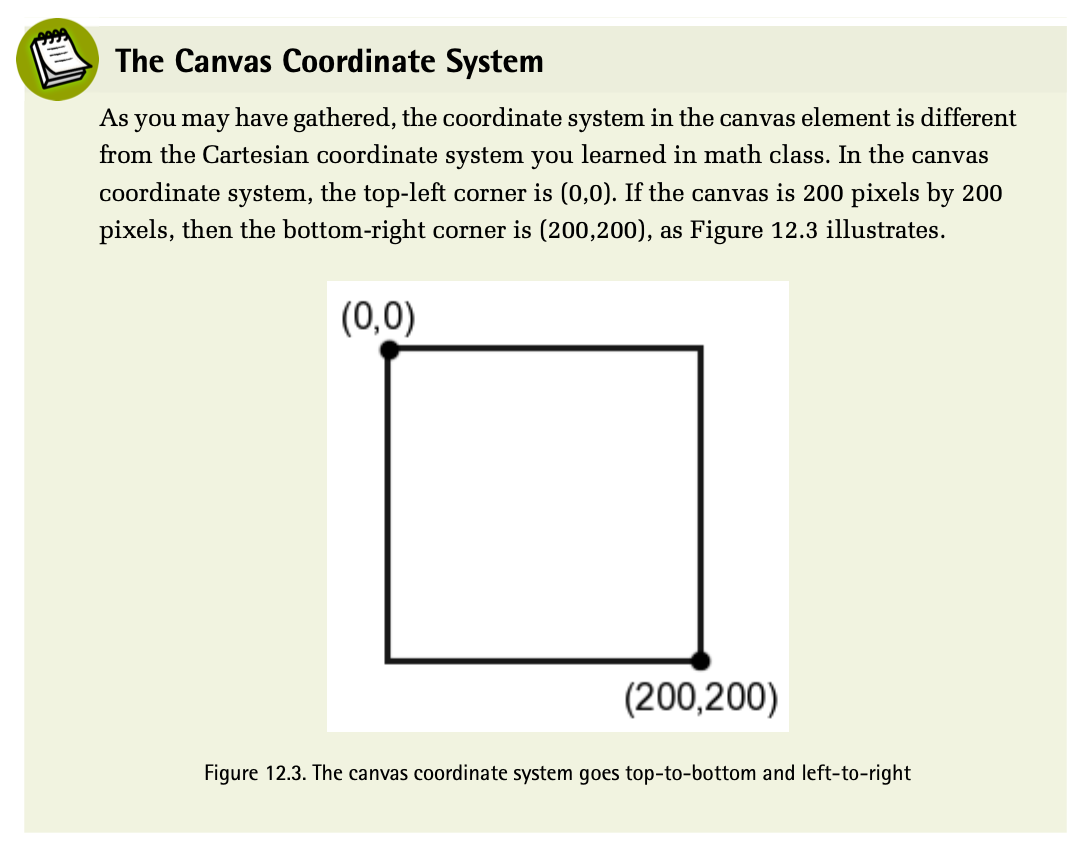 The Canvas Coordinate System
As you may have gathered, the coordinate system in the canvas element is different
from the Cartesian coordinate system you learned in math class. In the canvas
coordinate system, the top-left corner is (0,0). If the canvas is 200 pixels by 200
pixels, then the bottom-right corner is (200,200), as Figure 12.3 illustrates.
(0,0)
(200,200)
Figure 12.3. The canvas coordinate system goes top-to-bottom and left-to-right